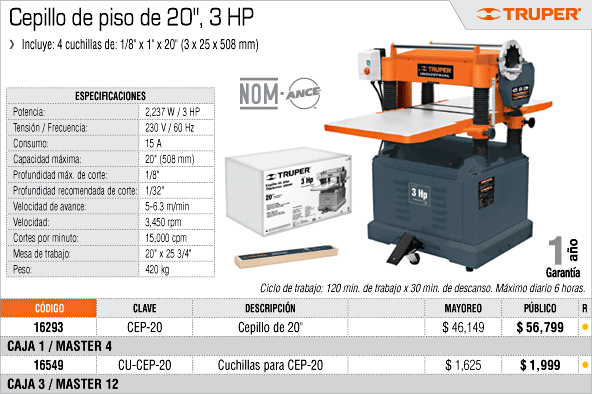 Cepillo de piso de 20", 3 HP
TRUPER®
Incluye: 4 cuchillas de: 1/8" x 1" x 20" (3 x 25 x 508 mm)
NOM-ANCE®
ESPECIFICACIONES
Potencia: 2,237 W / 3 HP
Tensión / Frecuencia: 230 V / 60 Hz
Consumo: 15 A
Capacidad máxima: 20" (508 mm)
Profundidad máx. de corte: 1/8"
Profundidad recomendada de corte: 1/32"
Velocidad de avance: 5-6.3 m/min
Velocidad: 3,450 rpm
Cortes por minuto: 15,000 cpm
Mesa de trabajo: 20" x 25 3/4"
Peso: 420 kg
TRUPER
Cepillo de piso
20"
3 Hp
TRUPER
INDUSTRIAL
3 Hp
1 año
Garantía
Ciclo de trabajo: 120 min. de trabajo x 30 min. de descanso. Máximo diario 6 horas.
CÓDIGO CLAVE DESCRIPCIÓN MAYOREO PÚBLICO R
16293 CEP-20 Cepillo de 20" $ 46,149 $ 56,799
CAJA 1 / MASTER 4
16549 CU-CEP-20 Cuchillas para CEP-20 $ 1,625 $ 1,999
CAJA 3 / MASTER 12